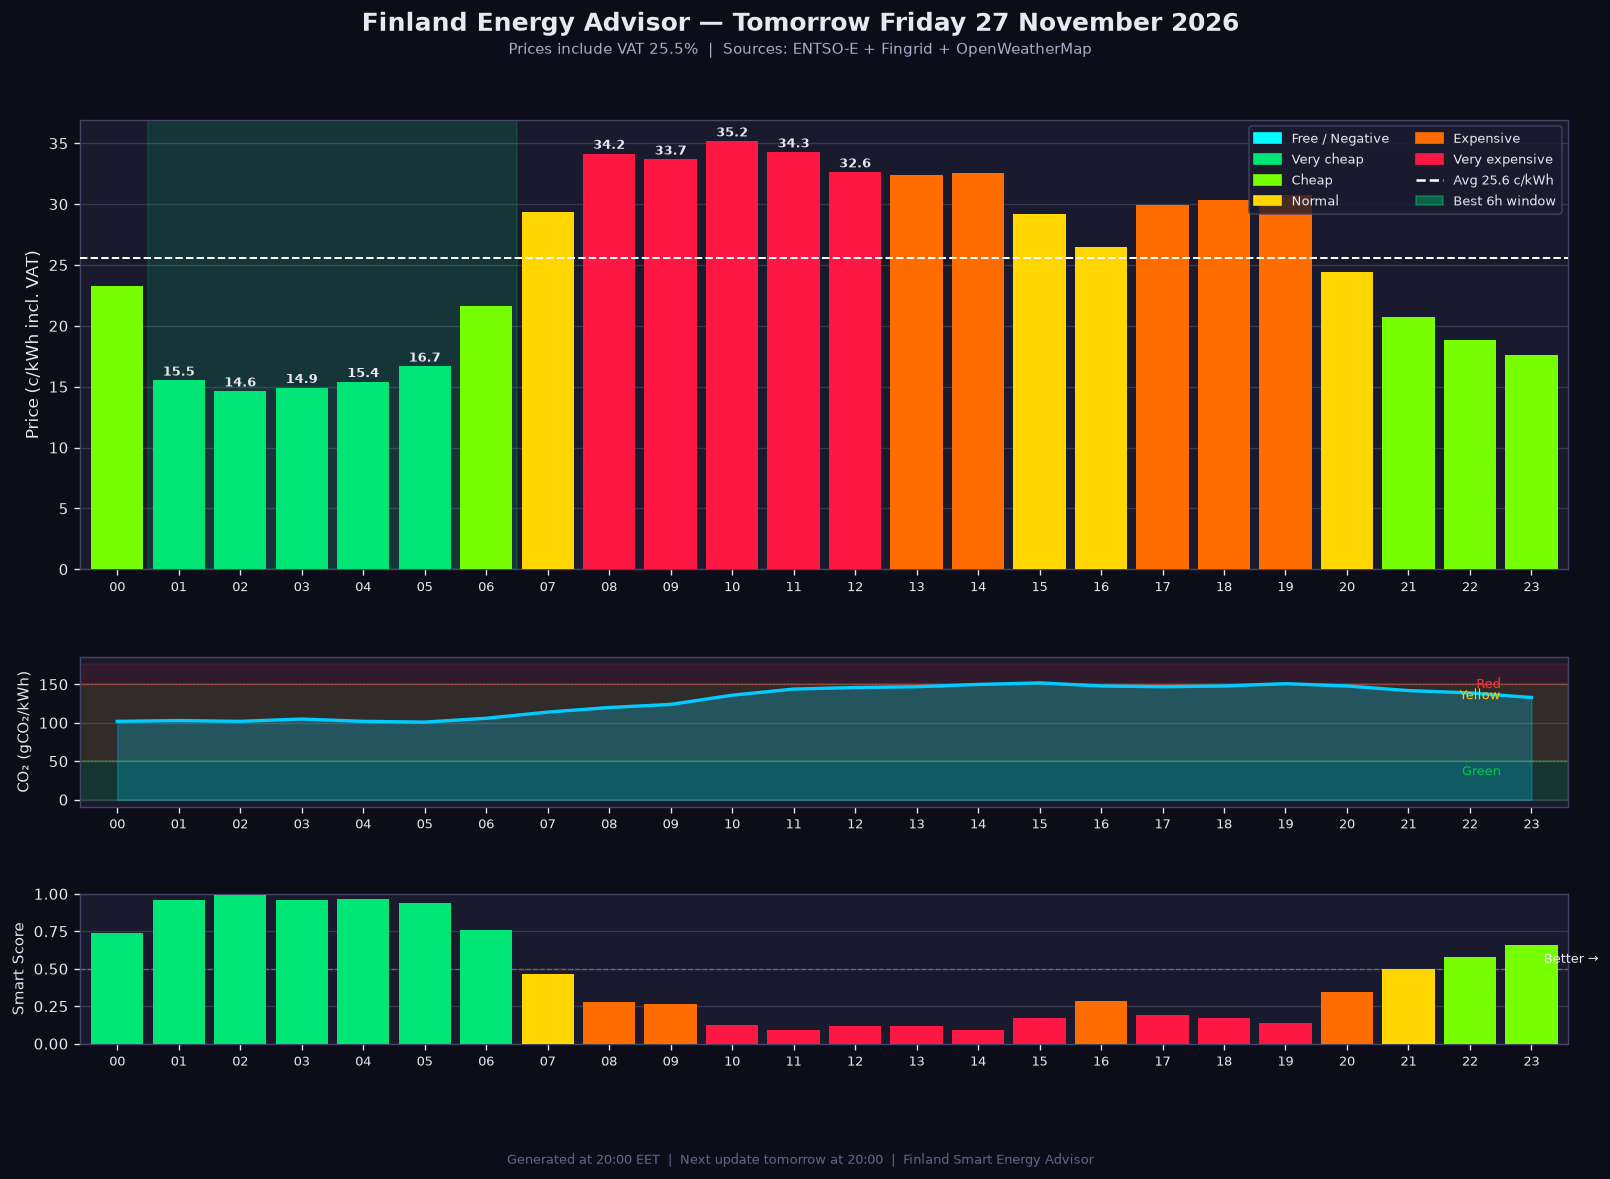 Finland Energy Advisor — Tomorrow Friday 27 November 2026
Prices include VAT 25.5%  |  Sources: ENTSO-E + Fingrid + OpenWeatherMap
Price (c/kWh incl. VAT)
35
30
25
20
15
10
5
0
15.5
14.6
14.9
15.4
16.7
34.2
33.7
35.2
34.3
32.6
Free / Negative
Very cheap
Cheap
Normal
Expensive
Very expensive
Avg 25.6 c/kWh
Best 6h window
00 01 02 03 04 05 06 07 08 09 10 11 12 13 14 15 16 17 18 19 20 21 22 23
CO₂ (gCO₂/kWh)
150
100
50
0
Red
Yellow
Green
00 01 02 03 04 05 06 07 08 09 10 11 12 13 14 15 16 17 18 19 20 21 22 23
Smart Score
1.00
0.75
0.50
0.25
0.00
Better →
00 01 02 03 04 05 06 07 08 09 10 11 12 13 14 15 16 17 18 19 20 21 22 23
Generated at 20:00 EET  |  Next update tomorrow at 20:00  |  Finland Smart Energy Advisor